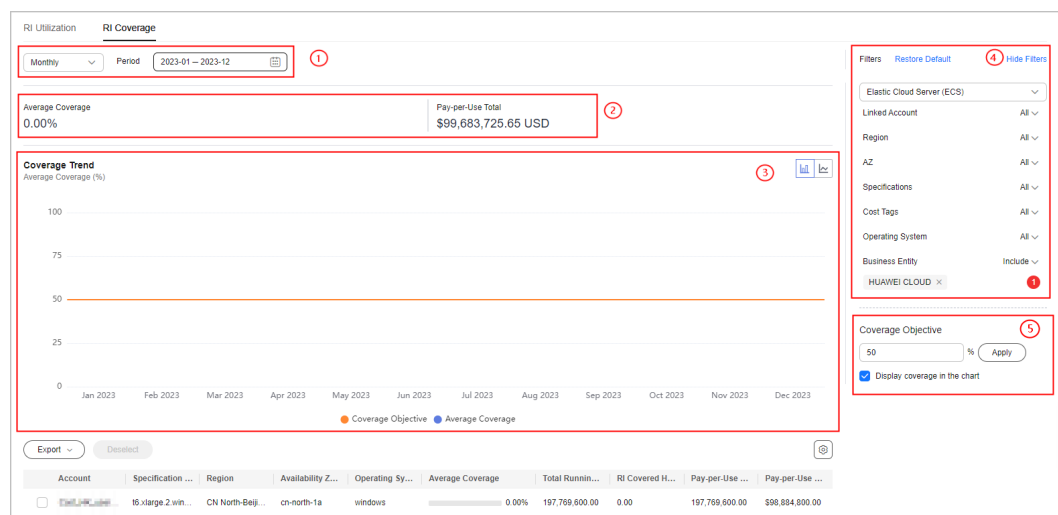 RI Utilization RI Coverage
Monthly Period 2023-01 — 2023-12 1
Average Coverage Pay-per-Use Total 2
0.00% $99,683,725.65 USD
Coverage Trend
Average Coverage (%) 3
100
75
50
25
0
Jan 2023 Feb 2023 Mar 2023 Apr 2023 May 2023 Jun 2023 Jul 2023 Aug 2023 Sep 2023 Oct 2023 Nov 2023 Dec 2023
Coverage Objective Average Coverage
Export Deselect
Account Specification ... Region Availability Z... Operating Sy... Average Coverage Total Runnin... RI Covered H... Pay-per-Use ... Pay-per-Use ...
t6.xlarge.2.win... CN North-Beiji... cn-north-1a windows 0.00% 197,769,600.00 0.00 197,769,600.00 $98,884,800.00
Filters Restore Default 4 Hide Filters
Elastic Cloud Server (ECS)
Linked Account All
Region All
AZ All
Specifications All
Cost Tags All
Operating System All
Business Entity Include
HUAWEI CLOUD × 1
Coverage Objective 5
50 % Apply
Display coverage in the chart